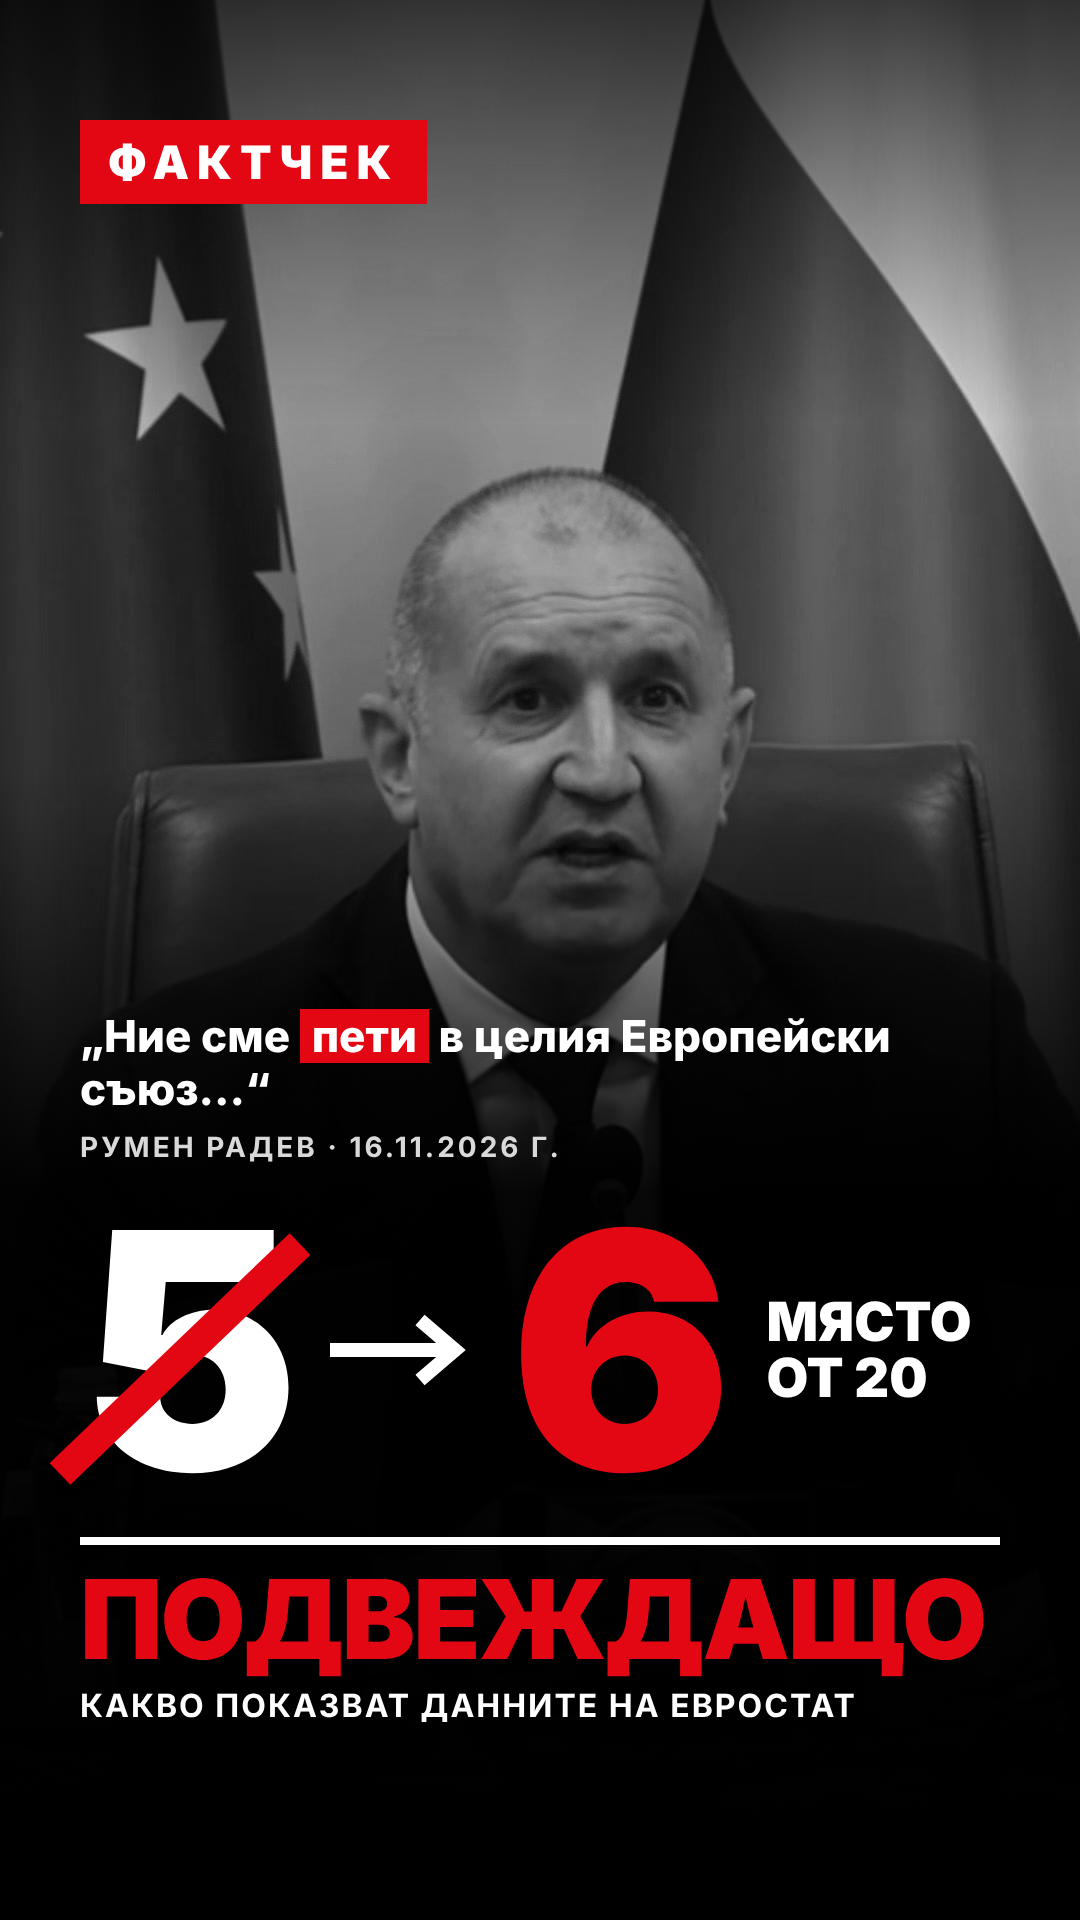 ФАКТЧЕК
„Ние сме пети в целия Европейски
съюз...“
РУМЕН РАДЕВ · 16.11.2026 Г.
5 → 6 МЯСТО
ОТ 20
ПОДВЕЖДАЩО
КАКВО ПОКАЗВАТ ДАННИТЕ НА ЕВРОСТАТ